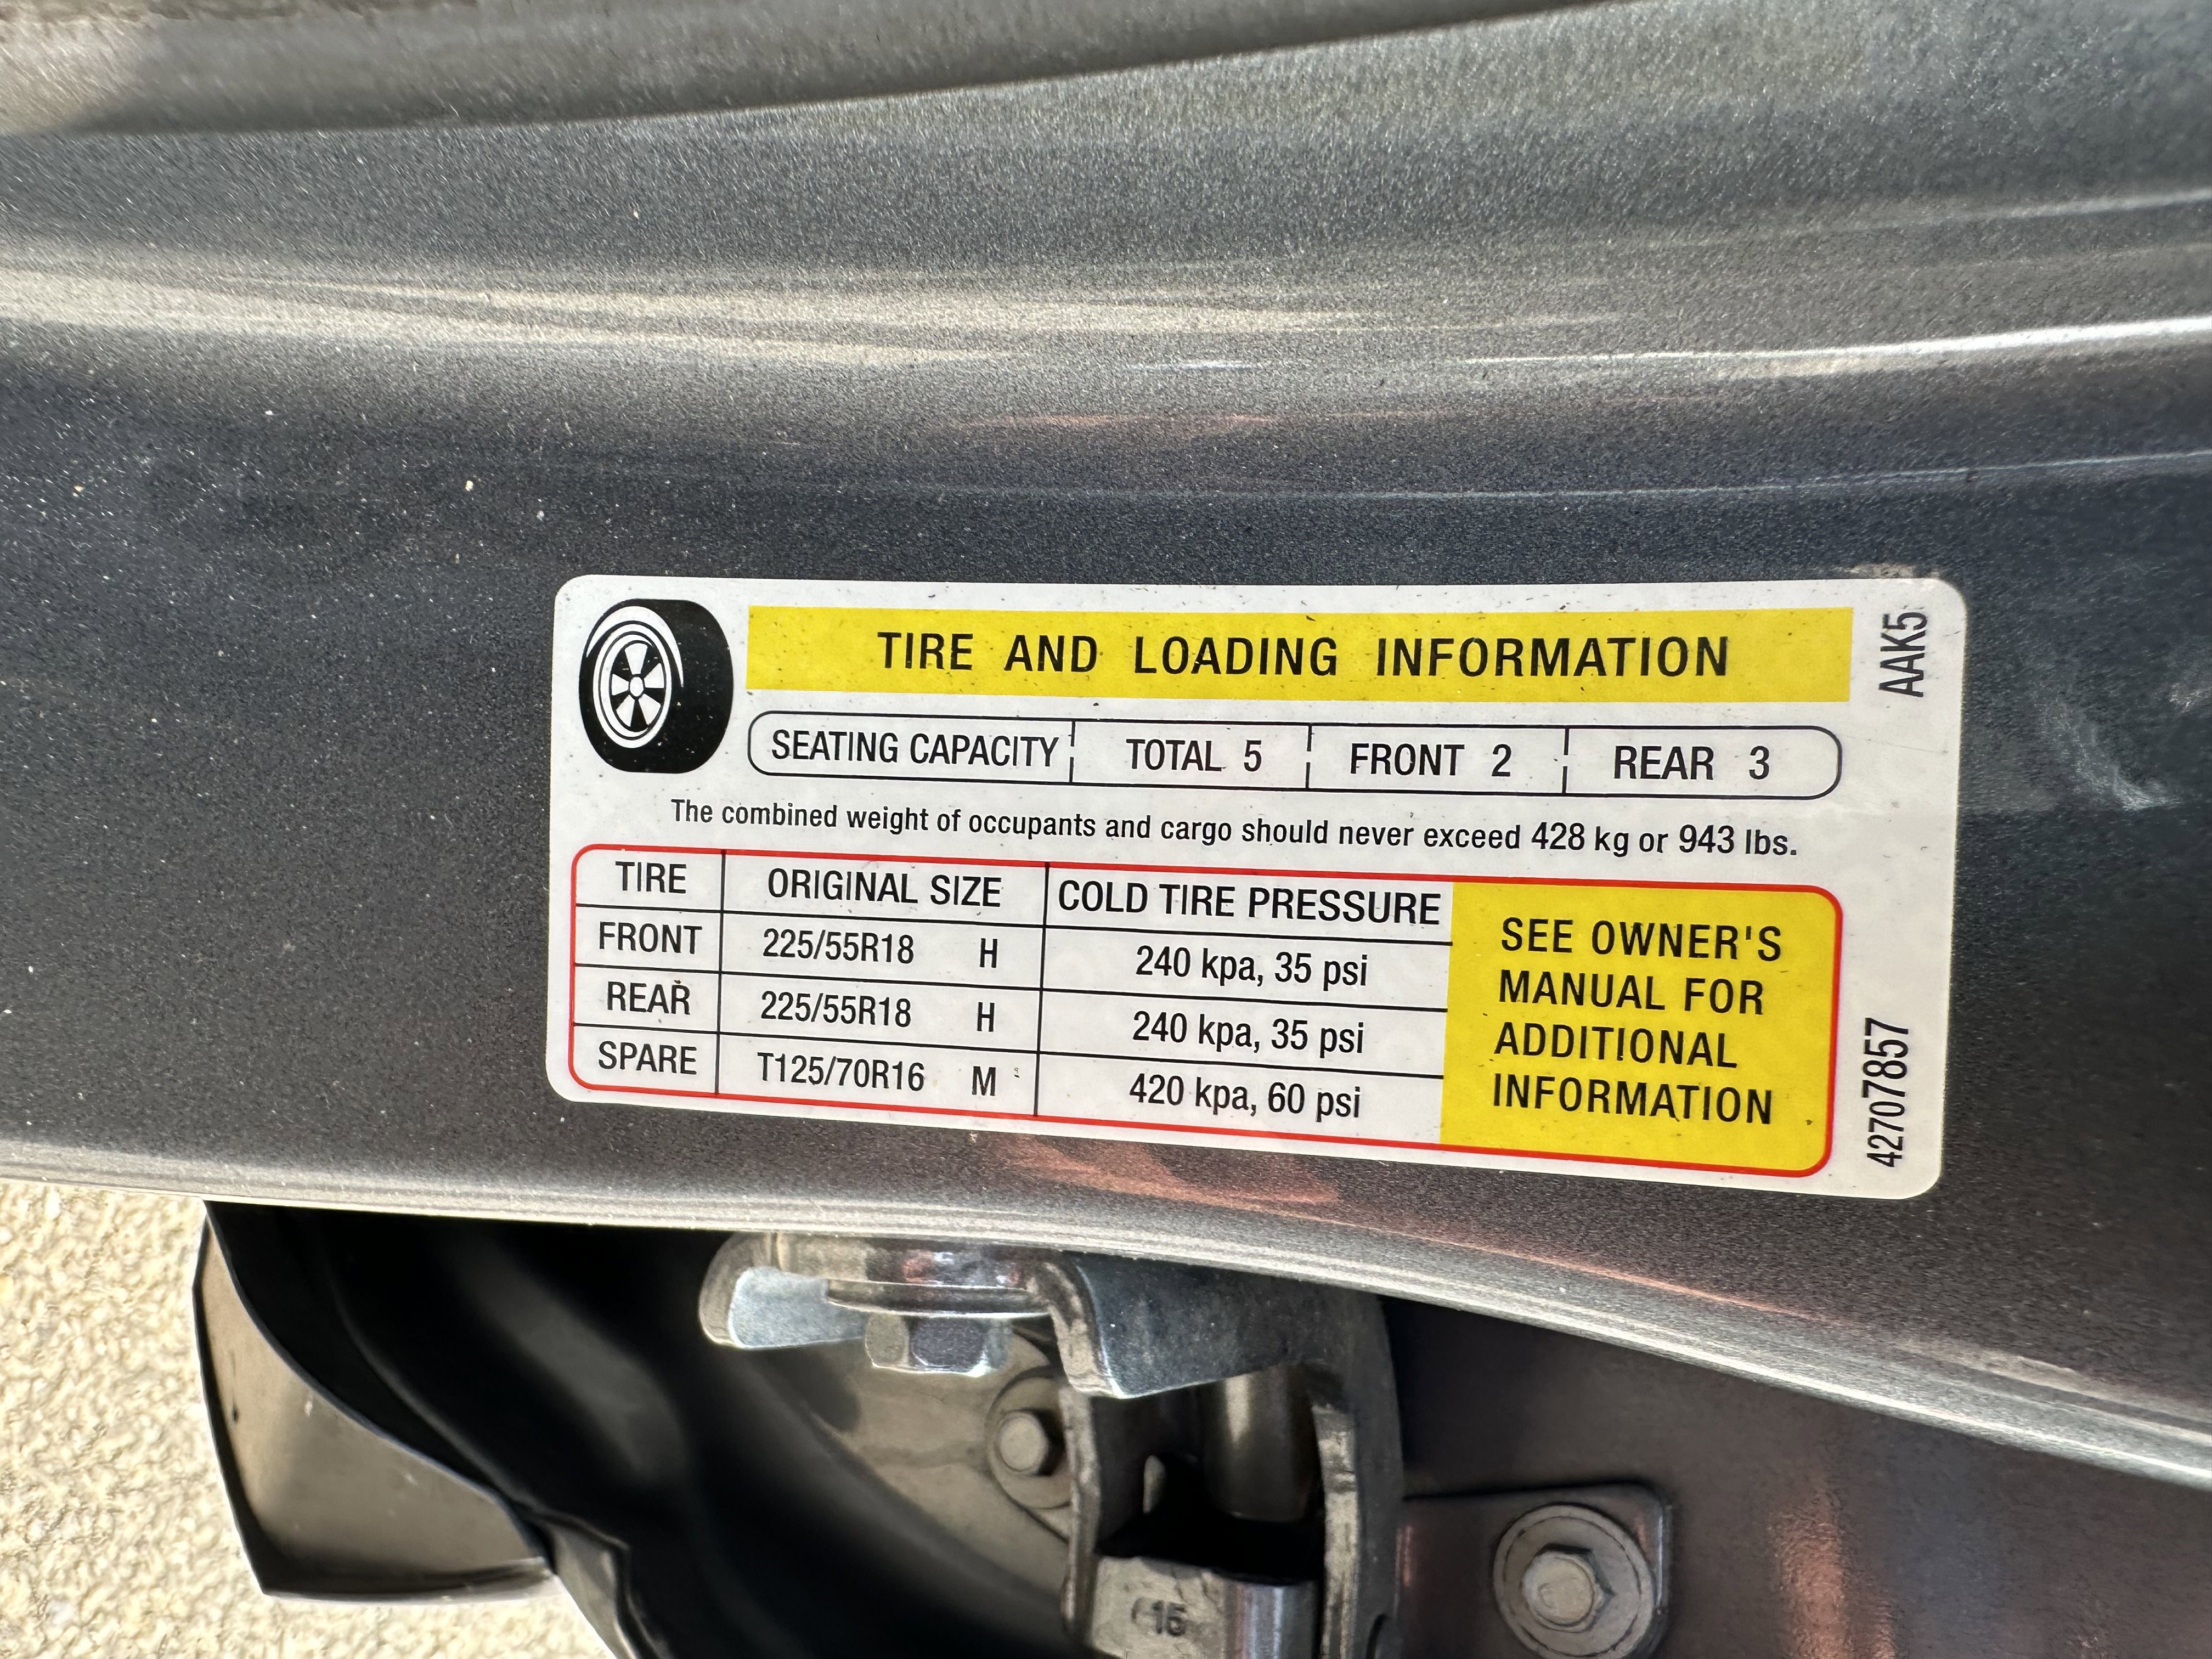 TIRE AND LOADING INFORMATION
AAK5
SEATING CAPACITY TOTAL 5 FRONT 2 REAR 3
The combined weight of occupants and cargo should never exceed 428 kg or 943 lbs.
TIRE ORIGINAL SIZE COLD TIRE PRESSURE
FRONT 225/55R18 H 240 kpa, 35 psi
REAR 225/55R18 H 240 kpa, 35 psi
SPARE T125/70R16 M 420 kpa, 60 psi
SEE OWNER'S
MANUAL FOR
ADDITIONAL
INFORMATION
42707857
15